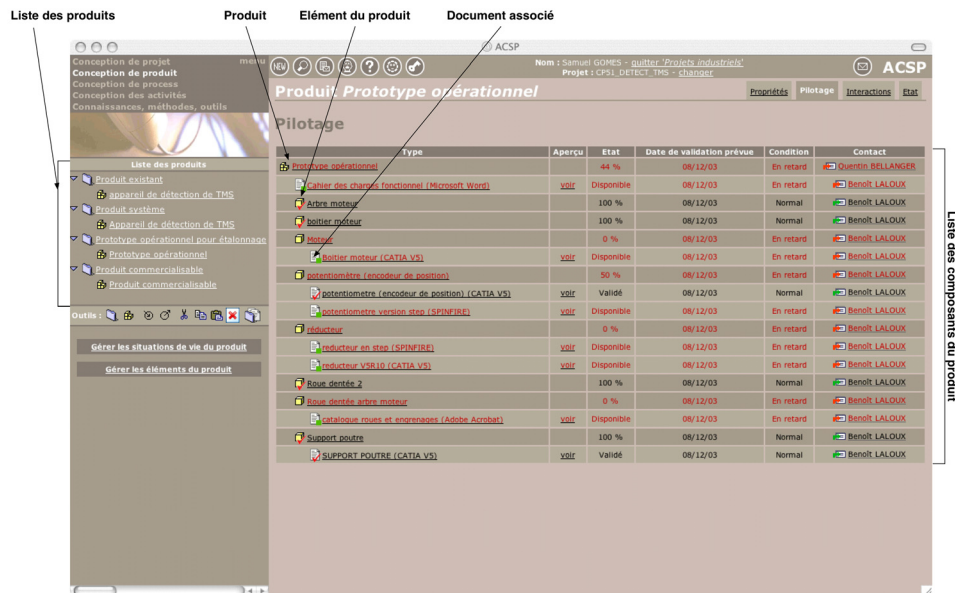 Liste des produits
Produit
Elément du produit
Document associé
ACSP
Conception de projet
menu
Conception de produit
Conception de process
Conception des activités
Connaissances, méthodes, outils
NEW
?
Nom : Samuel GOMES - quitter 'Projets industriels'
Projet : CP51_DETECT_TMS - changer
ACSP
Produit Prototype opérationnel
Propriétés Pilotage Interactions Etat
Pilotage
Liste des produits
Produit existant
appareil de détection de TMS
Produit système
Appareil de détection de TMS
Prototype opérationnel pour étalonnage
Prototype opérationnel
Produit commercialisable
Produit commercialisable
Outils :
Gérer les situations de vie du produit
Gérer les éléments du produit
Type Aperçu Etat Date de validation prévue Condition Contact
Prototype opérationnel 44 % 08/12/03 En retard Quentin BELLANGER
Cahier des charges fonctionnel (Microsoft Word) voir Disponible 08/12/03 En retard Benoît LALOUX
Arbre moteur 100 % 08/12/03 Normal Benoît LALOUX
boitier moteur 100 % 08/12/03 Normal Benoît LALOUX
Moteur 0 % 08/12/03 En retard Benoît LALOUX
Boitier moteur (CATIA V5) voir Disponible 08/12/03 En retard Benoît LALOUX
potentiomètre (encodeur de position) 50 % 08/12/03 En retard Benoît LALOUX
potentiometre (encodeur de position) (CATIA V5) voir Validé 08/12/03 Normal Benoît LALOUX
potentiometre version step (SPINFIRE) voir Disponible 08/12/03 En retard Benoît LALOUX
réducteur 0 % 08/12/03 En retard Benoît LALOUX
reducteur en step (SPINFIRE) voir Disponible 08/12/03 En retard Benoît LALOUX
reducteur V5R10 (CATIA V5) voir Disponible 08/12/03 En retard Benoît LALOUX
Roue dentée 2 100 % 08/12/03 Normal Benoît LALOUX
Roue dentée arbre moteur 0 % 08/12/03 En retard Benoît LALOUX
catalogue roues et engrenages (Adobe Acrobat) voir Disponible 08/12/03 En retard Benoît LALOUX
Support poutre 100 % 08/12/03 Normal Benoît LALOUX
SUPPORT POUTRE (CATIA V5) voir Validé 08/12/03 Normal Benoît LALOUX
Liste des composants du produit